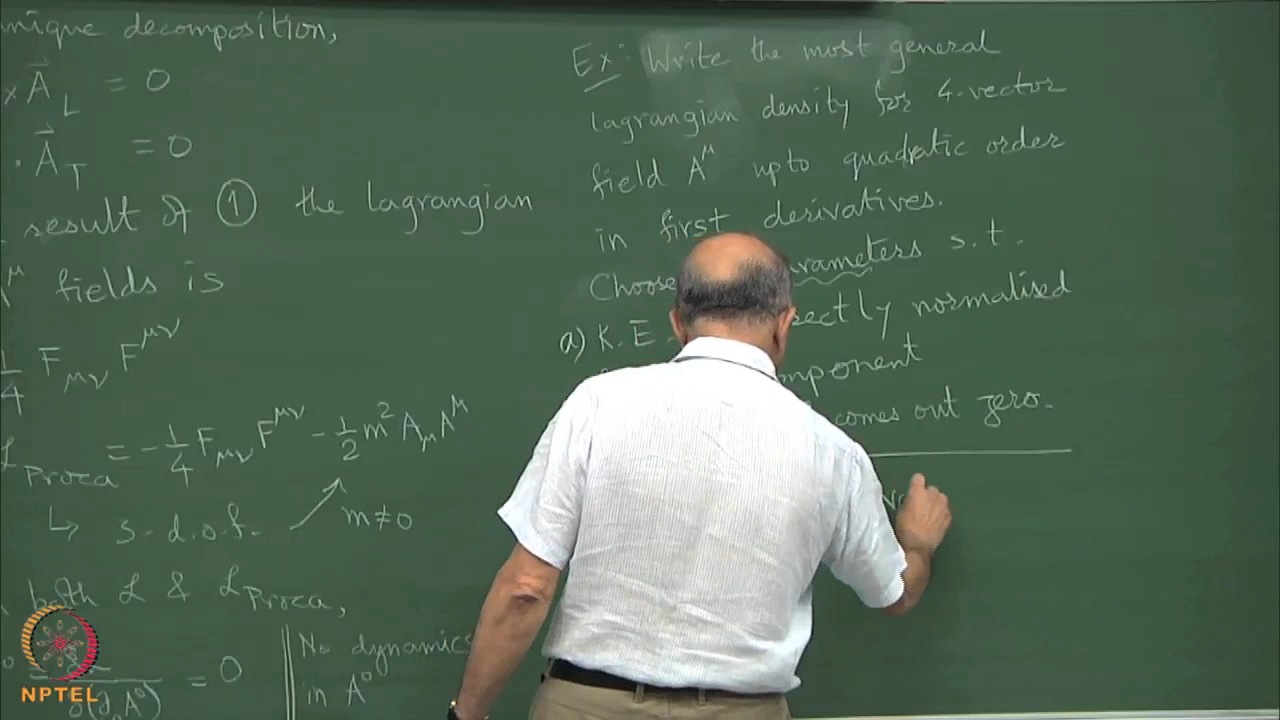 nique decomposition,
× A⃗_L = 0
· A⃗_T = 0
result of ① the lagrangian
fields is
1/4 F_μν F^μν
ℒ_Proca = -1/4 F_μν F^μν - 1/2 m² A_μ A^μ
↳ s. d.o.f. m ≠ 0
both ℒ & ℒ_Proca,
∂(∂₀A⁰) = 0
No dynamics
in A⁰
Ex: Write the most general
lagrangian density for 4-vector
field A^μ upto quadratic order
in first derivatives.
Choose parameters s.t.
a) K.E. normalised
component
comes out zero.
NPTEL